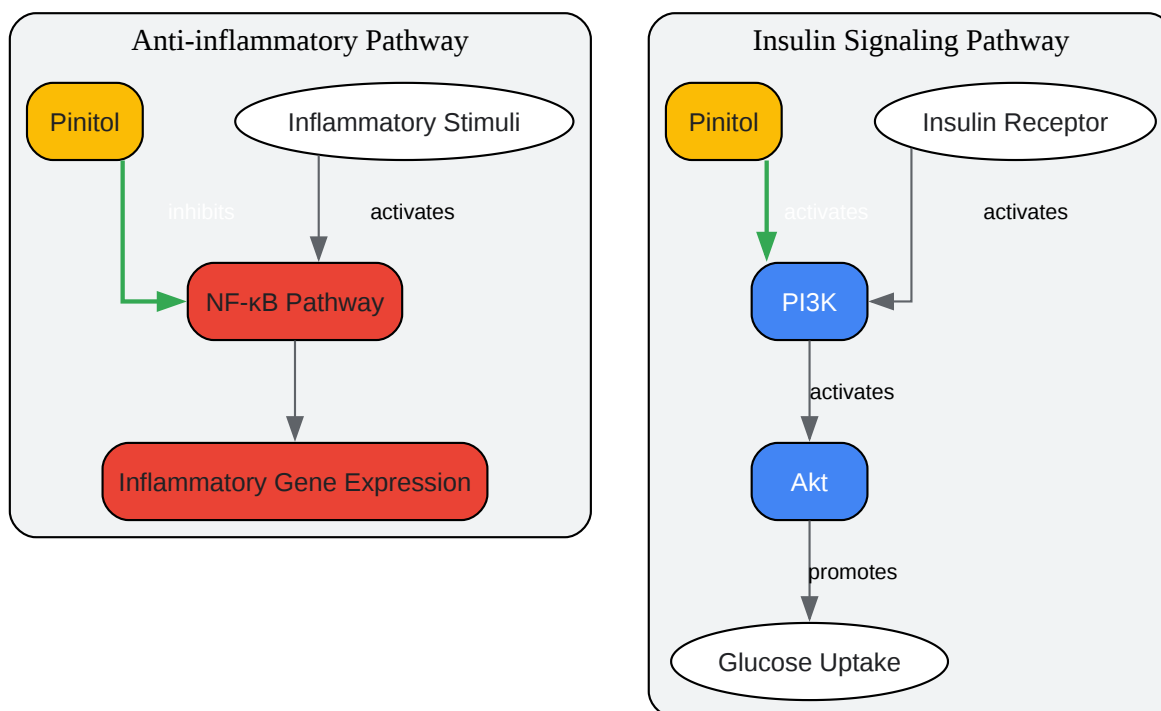 Anti-inflammatory Pathway
Pinitol
Inflammatory Stimuli
inhibits
activates
NF-κB Pathway
Inflammatory Gene Expression
Insulin Signaling Pathway
Pinitol
Insulin Receptor
activates
activates
PI3K
activates
Akt
promotes
Glucose Uptake